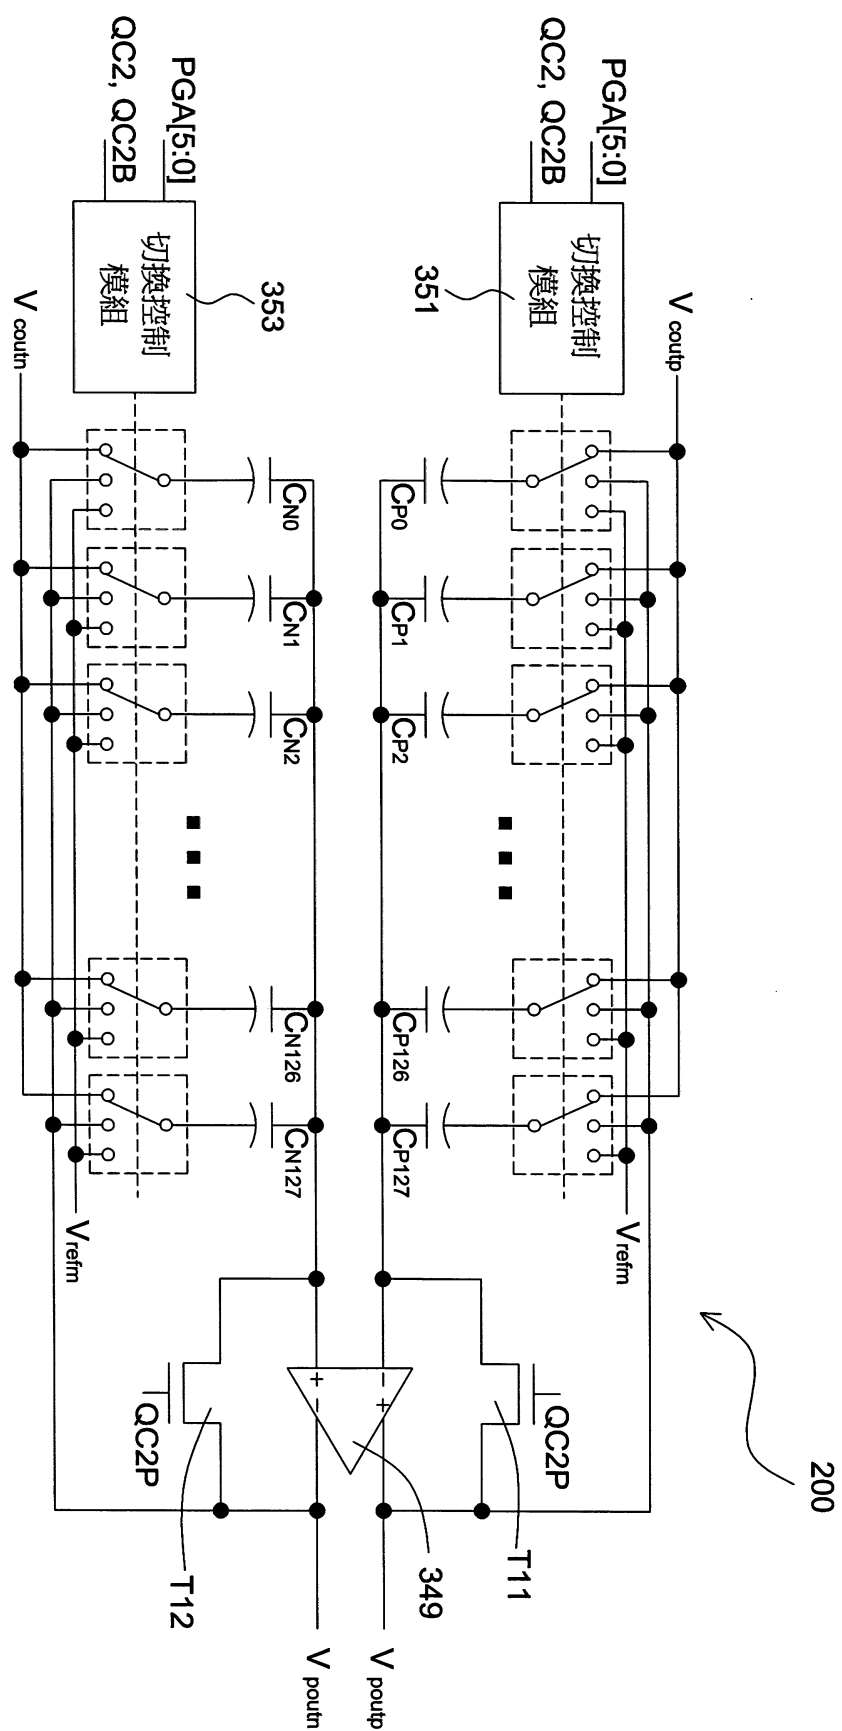 200
PGA[5:0]
QC2, QC2B
切換控制
模組
351
V coutp
CP0
CP1
CP2
CP126
CP127
Vrefm
T11
QC2P
349
V poutp
- +
+ -
V poutn
CN0
CN1
CN2
CN126
CN127
PGA[5:0]
QC2, QC2B
切換控制
模組
353
V coutn
Vrefm
QC2P
T12